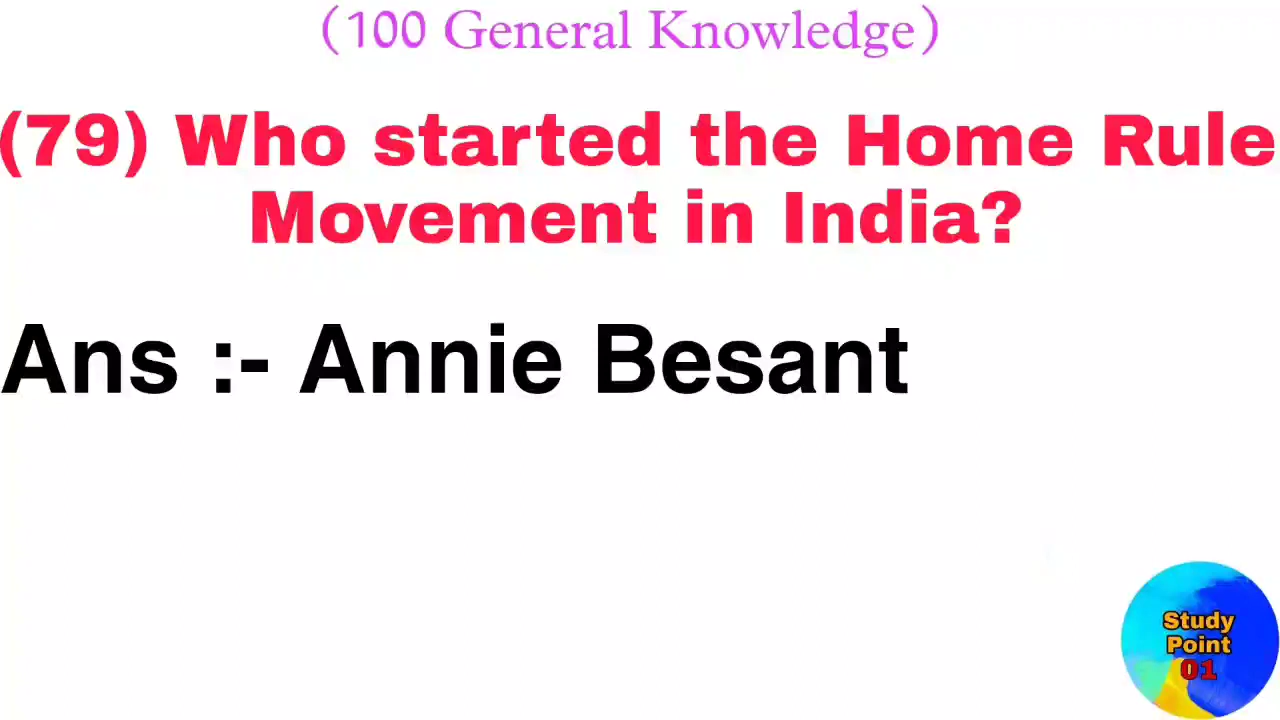 (100 General Knowledge)
(79) Who started the Home Rule
Movement in India?
Ans :- Annie Besant
Study
Point
01